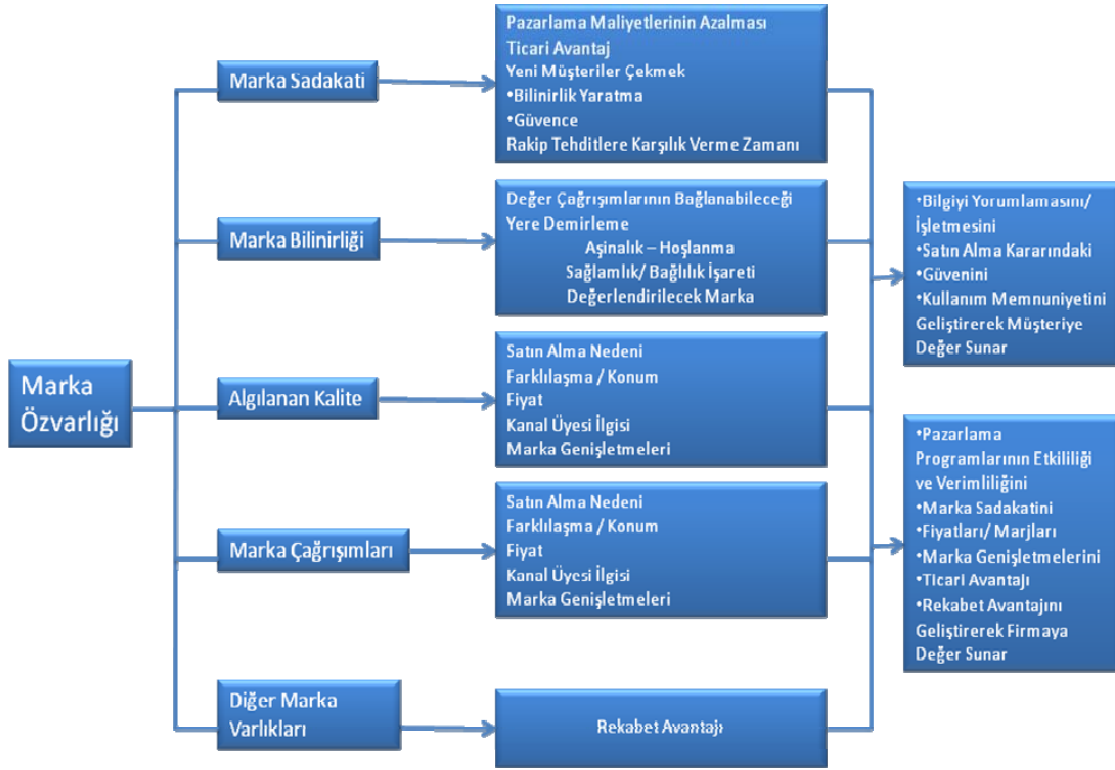 Marka
Özvarlığı
Marka Sadakati
Pazarlama Maliyetlerinin Azalması
Ticari Avantaj
Yeni Müşteriler Çekmek
•Bilinirlik Yaratma
•Güvence
Rakip Tehditlere Karşılık Verme Zamanı
Marka Bilinirliği
Değer Çağrışımlarının Bağlanabileceği
Yere Demirleme
Aşinalık – Hoşlanma
Sağlamlık/ Bağlılık İşareti
Değerlendirilecek Marka
Algılanan Kalite
Satın Alma Nedeni
Farklılaşma / Konum
Fiyat
Kanal Üyesi İlgisi
Marka Genişletmeleri
Marka Çağrışımları
Satın Alma Nedeni
Farklılaşma / Konum
Fiyat
Kanal Üyesi İlgisi
Marka Genişletmeleri
Diğer Marka
Varlıkları
Rekabet Avantajı
•Bilgiyi Yorumlamasını/
İşletmesini
•Satın Alma Kararındaki
•Güvenini
•Kullanım Memnuniyetini
Geliştirerek Müşteriye
Değer Sunar
•Pazarlama
Programlarının Etkililiği
ve Verimliliğini
•Marka Sadakatini
•Fiyatları/ Marjları
•Marka Genişletmelerini
•Ticari Avantajı
•Rekabet Avantajını
Geliştirerek Firmaya
Değer Sunar